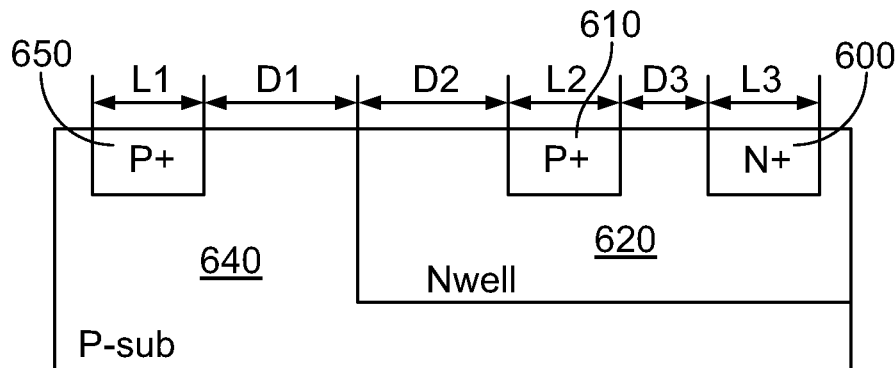 650 610 600
L1 D1 D2 L2 D3 L3
P+ P+ N+
640 620
Nwell
P-sub